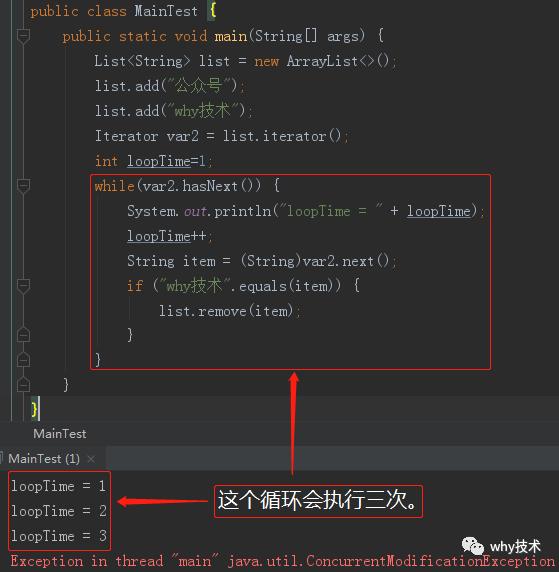 public class MainTest {
public static void main(String[] args) {
List<String> list = new ArrayList<>();
list.add("公众号");
list.add("why技术");
Iterator var2 = list.iterator();
int loopTime=1;
while(var2.hasNext()) {
System.out.println("loopTime = " + loopTime);
loopTime++;
String item = (String)var2.next();
if ("why技术".equals(item)) {
list.remove(item);
}
}
}
}
MainTest
MainTest (1) ×
loopTime = 1
loopTime = 2
loopTime = 3
这个循环会执行三次。
why技术
Exception in thread "main" java.util.ConcurrentModificationException